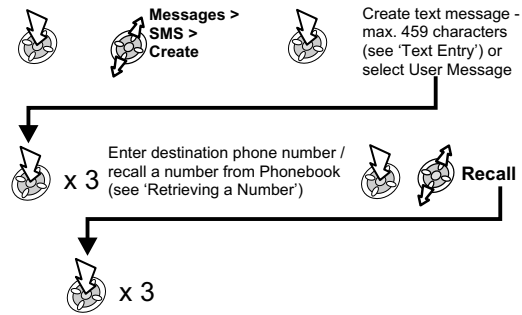 Messages >
SMS >
Create
Create text message -
max. 459 characters
(see ‘Text Entry’) or
select User Message
x 3
Enter destination phone number /
recall a number from Phonebook
(see ‘Retrieving a Number’)
Recall
x 3